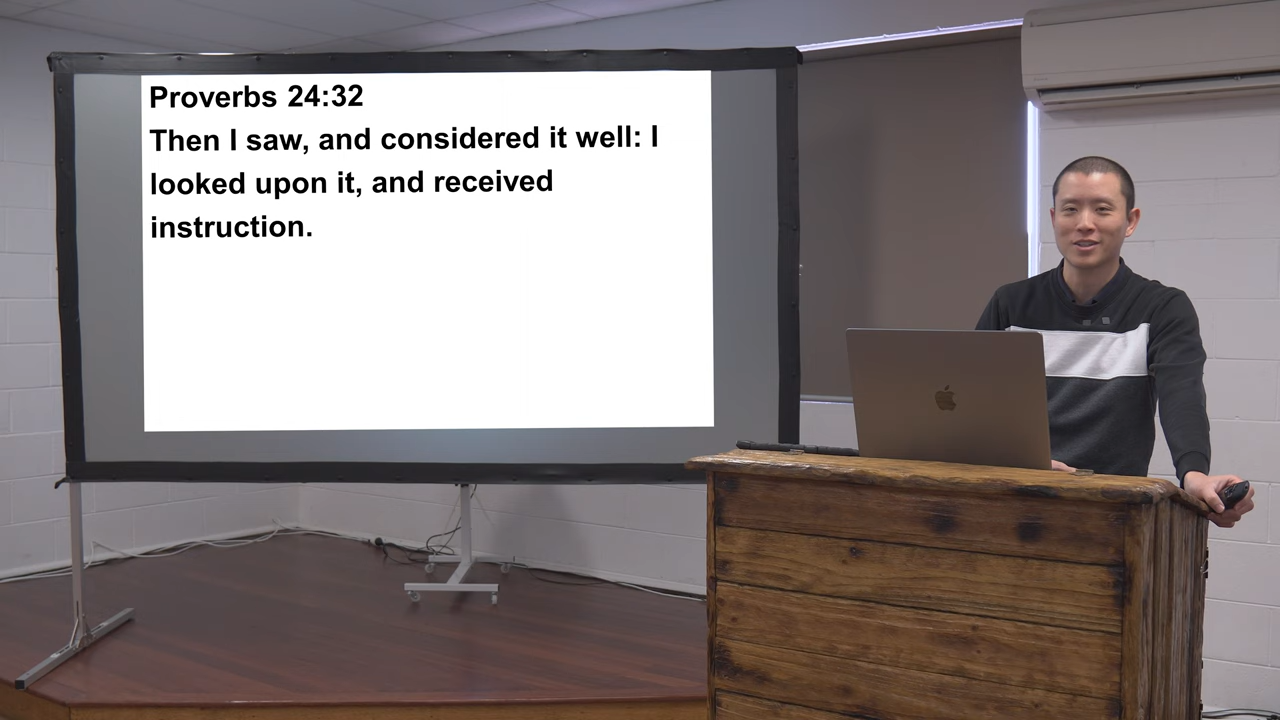 Proverbs 24:32
Then I saw, and considered it well: I
looked upon it, and received
instruction.